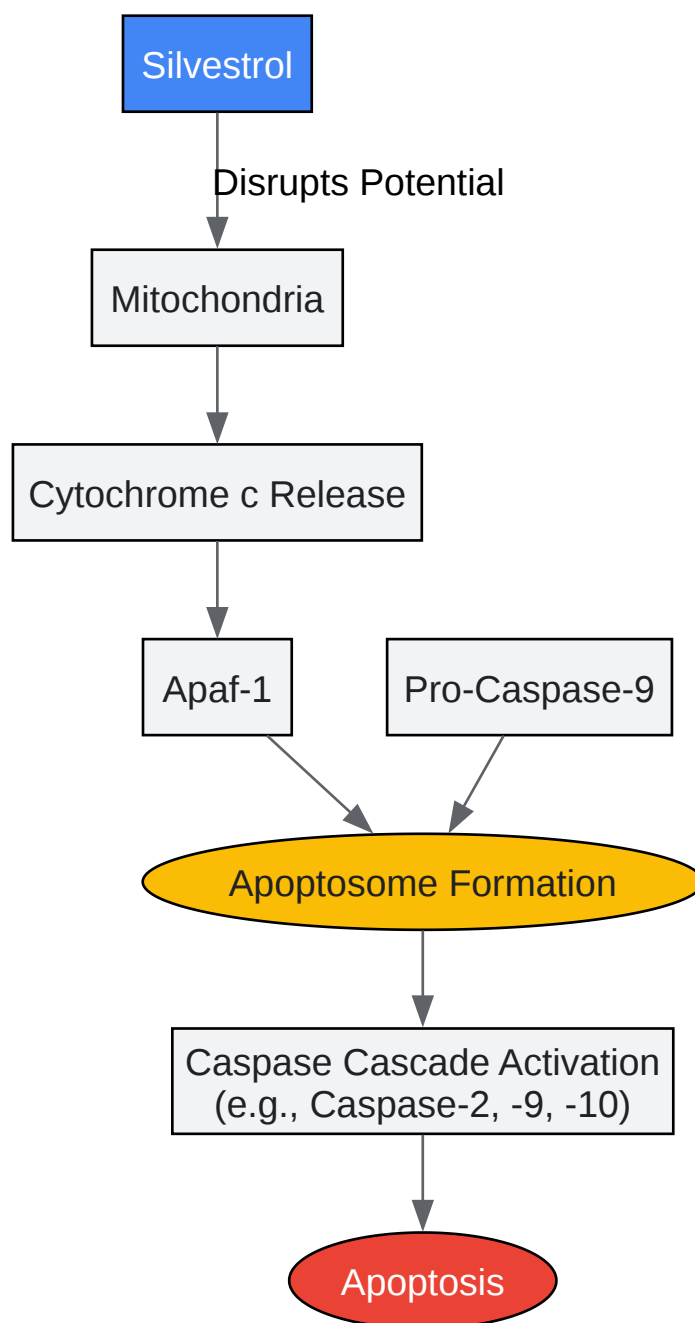 Silvestrol
Disrupts Potential
Mitochondria
Cytochrome c Release
Apaf-1
Pro-Caspase-9
Apoptosome Formation
Caspase Cascade Activation
(e.g., Caspase-2, -9, -10)
Apoptosis